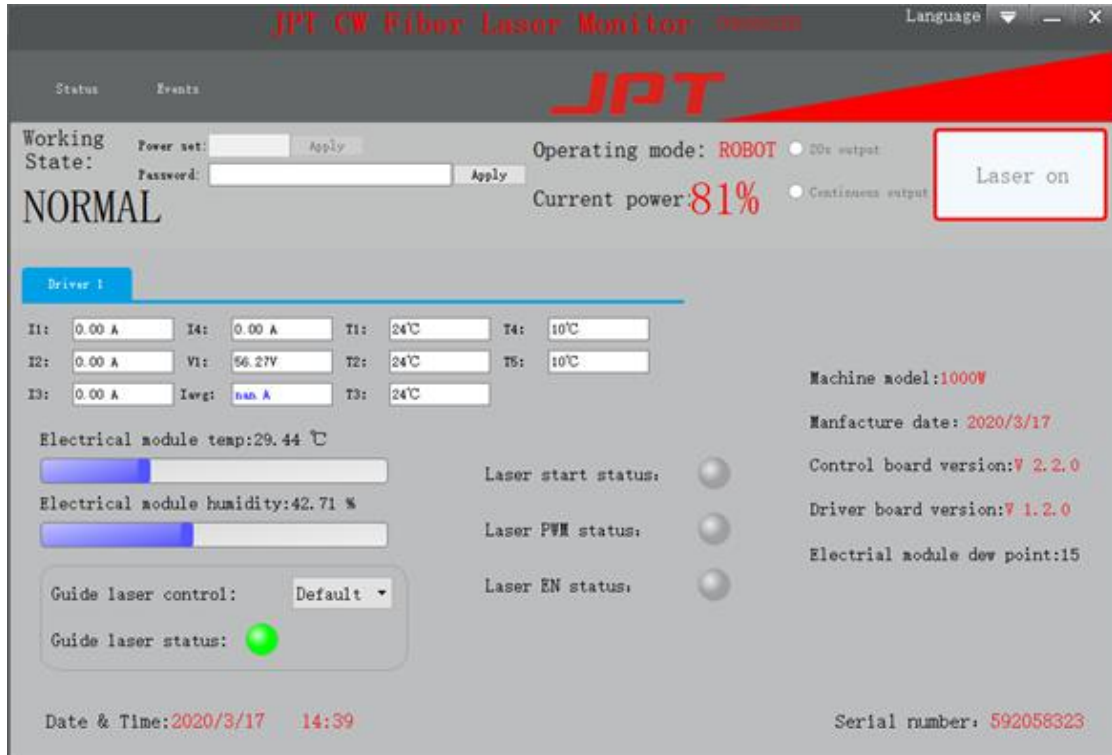 JPT CW Fiber Laser Monitor
Language
Status Events
JPT
Working State:
NORMAL
Power set: Apply
Password: Apply
Operating mode: ROBOT
Current power:81%
output
Continuous output
Laser on
Driver 1
I1: 0.00 A I4: 0.00 A T1: 24℃ T4: 10℃
I2: 0.00 A V1: 56.27V T2: 24℃ T5: 10℃
I3: 0.00 A Iavg: nan A T3: 24℃
Electrical module temp:29.44 ℃
Electrical module humidity:42.71 %
Guide laser control: Default
Guide laser status:
Laser start status:
Laser PWM status:
Laser EN status:
Machine model:1000W
Manfacture date: 2020/3/17
Control board version:V 2.2.0
Driver board version:V 1.2.0
Electrial module dew point:15
Date & Time:2020/3/17 14:39
Serial number: 592058323